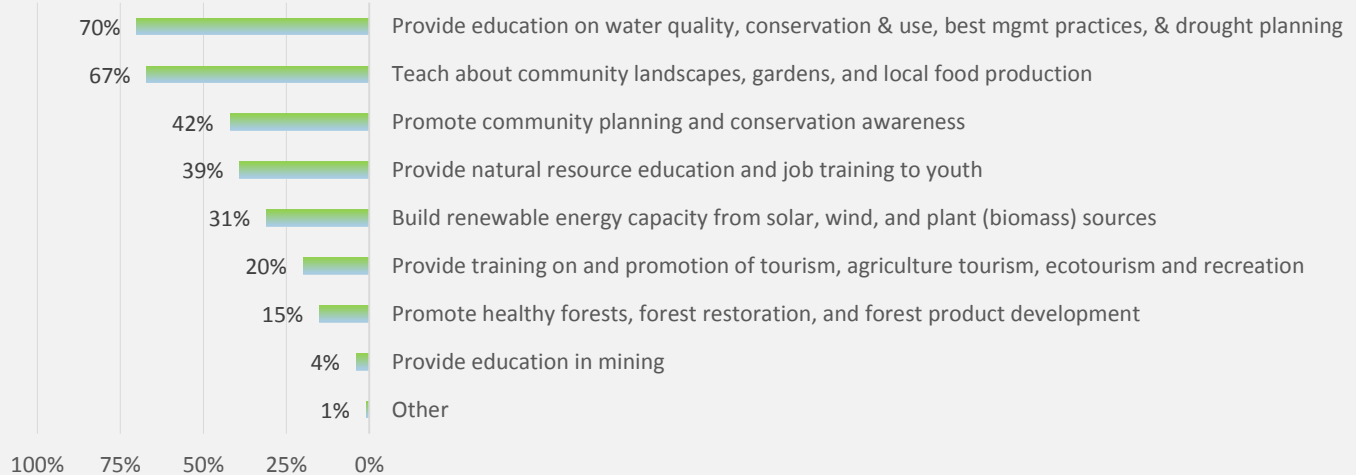 70% Provide education on water quality, conservation & use, best mgmt practices, & drought planning
67% Teach about community landscapes, gardens, and local food production
42% Promote community planning and conservation awareness
39% Provide natural resource education and job training to youth
31% Build renewable energy capacity from solar, wind, and plant (biomass) sources
20% Provide training on and promotion of tourism, agriculture tourism, ecotourism and recreation
15% Promote healthy forests, forest restoration, and forest product development
4% Provide education in mining
1% Other
100% 75% 50% 25% 0%